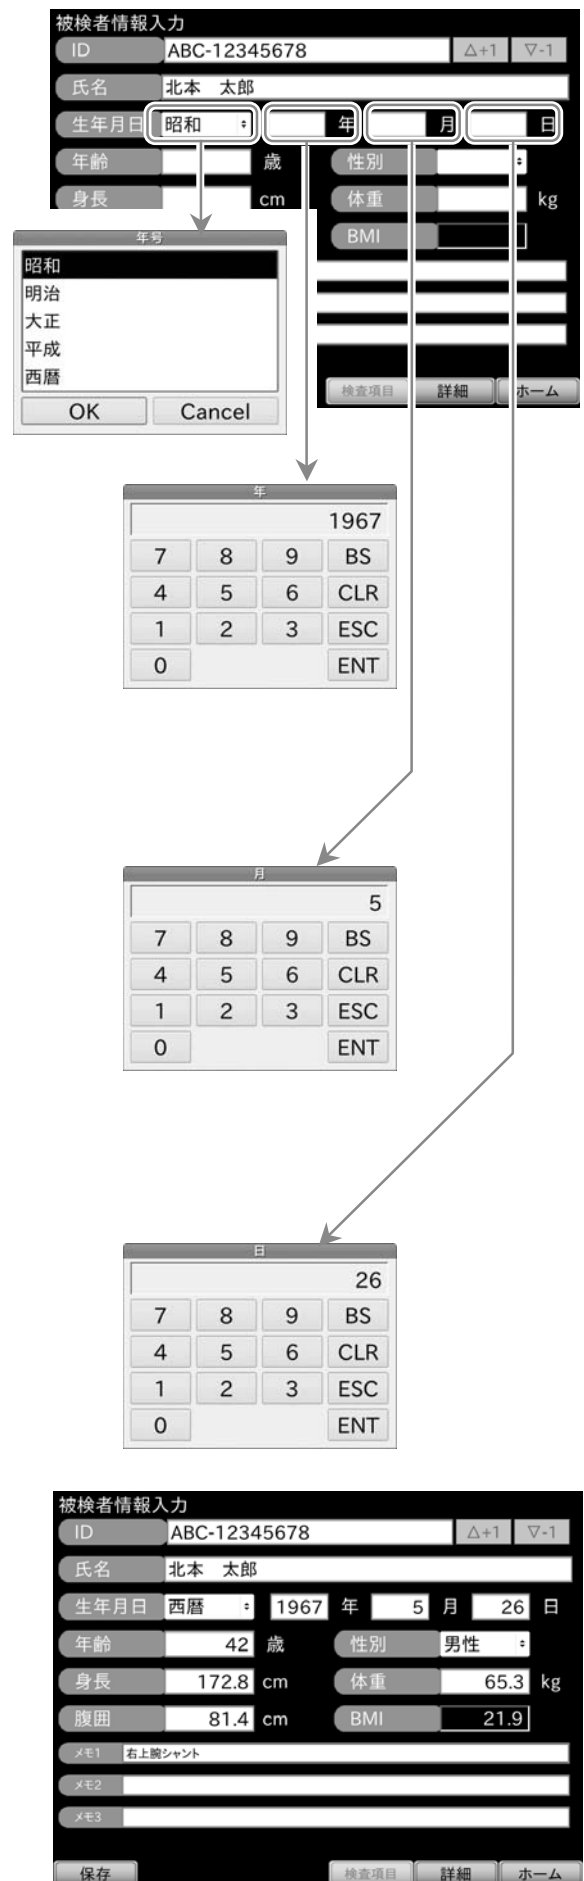 被検者情報入力
ID ABC-12345678 △+1 ▽-1
氏名 北本 太郎
生年月日 昭和 年 月 日
年齢 歳 性別
身長 cm 体重 kg
BMI
検査項目 詳細 ホーム
年号
昭和
明治
大正
平成
西暦
OK Cancel
年
1967
7 8 9 BS
4 5 6 CLR
1 2 3 ESC
0 ENT
月
5
7 8 9 BS
4 5 6 CLR
1 2 3 ESC
0 ENT
日
26
7 8 9 BS
4 5 6 CLR
1 2 3 ESC
0 ENT
被検者情報入力
ID ABC-12345678 △+1 ▽-1
氏名 北本 太郎
生年月日 西暦 1967 年 5 月 26 日
年齢 42 歳 性別 男性
身長 172.8 cm 体重 65.3 kg
腹囲 81.4 cm BMI 21.9
メモ1 右上腕シャント
メモ2
メモ3
保存 検査項目 詳細 ホーム